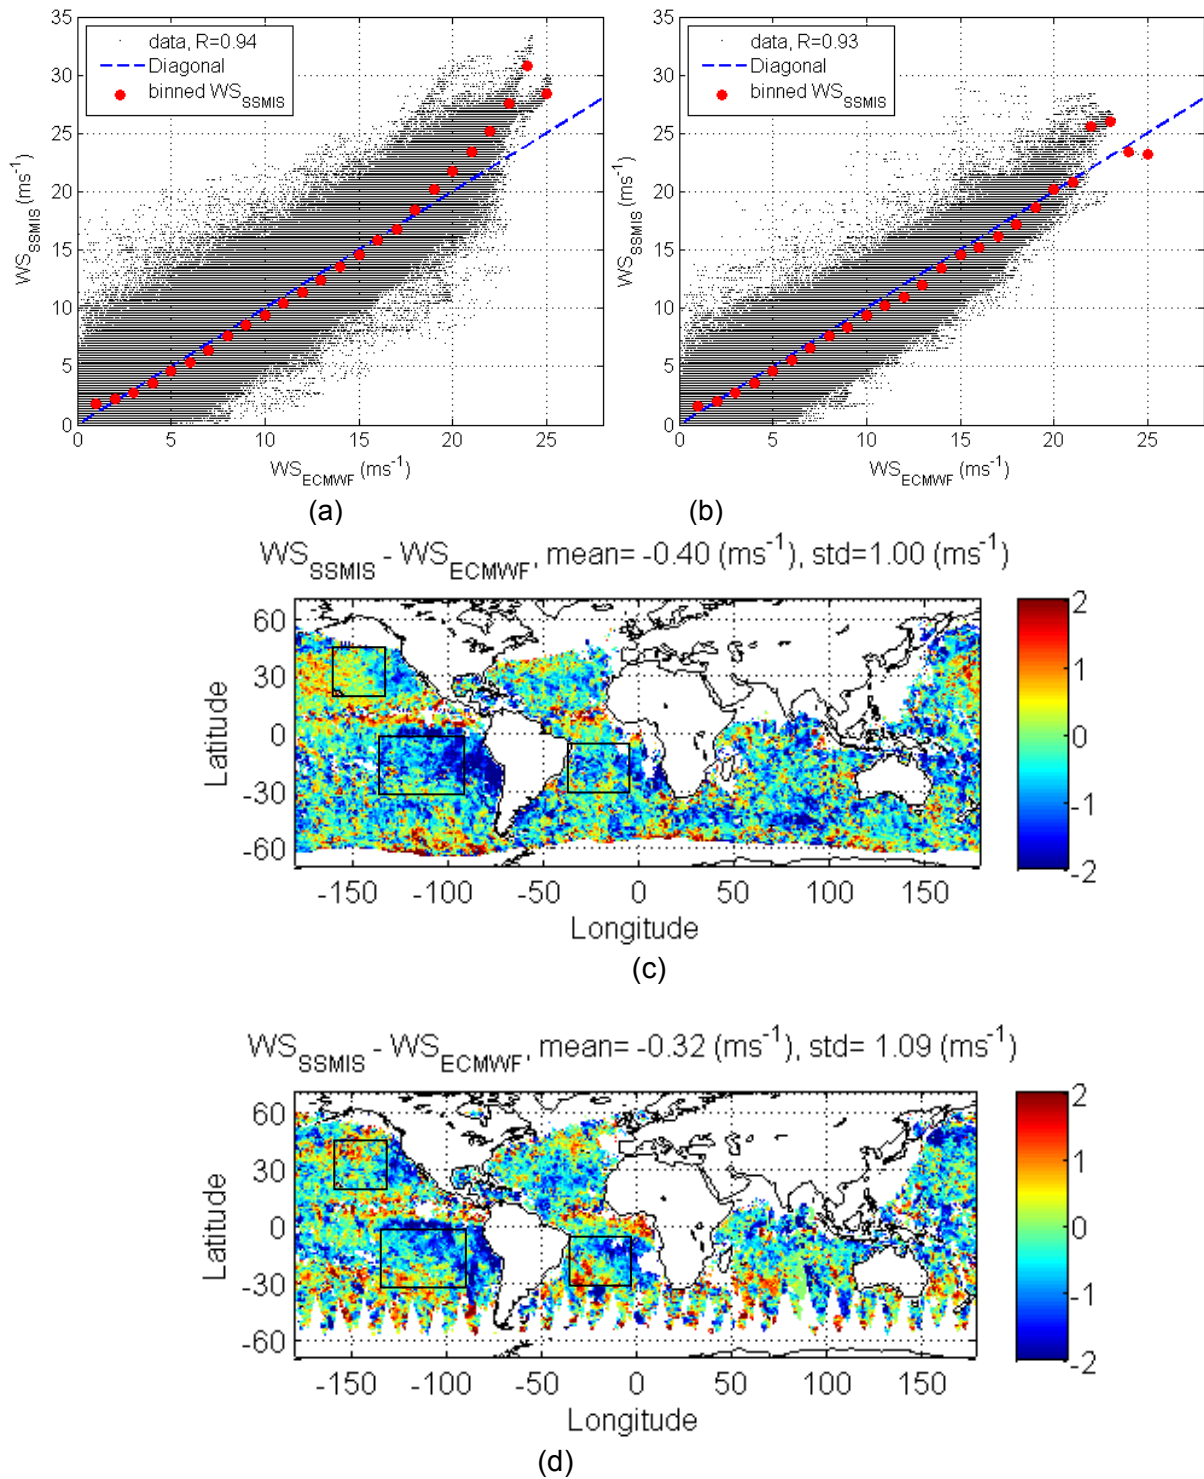 35
30
25
20
15
10
5
0
0 5 10 15 20 25
WS_SSMIS (ms^-1)
WS_ECMWF (ms^-1)
data, R=0.94
Diagonal
binned WS_SSMIS
(a)
35
30
25
20
15
10
5
0
0 5 10 15 20 25
WS_SSMIS (ms^-1)
WS_ECMWF (ms^-1)
data, R=0.93
Diagonal
binned WS_SSMIS
(b)
WS_SSMIS - WS_ECMWF, mean= -0.40 (ms^-1), std=1.00 (ms^-1)
60
30
0
-30
-60
Latitude
-150 -100 -50 0 50 100 150
Longitude
2
1
0
-1
-2
(c)
WS_SSMIS - WS_ECMWF, mean= -0.32 (ms^-1), std= 1.09 (ms^-1)
60
30
0
-30
-60
Latitude
-150 -100 -50 0 50 100 150
Longitude
2
1
0
-1
-2
(d)